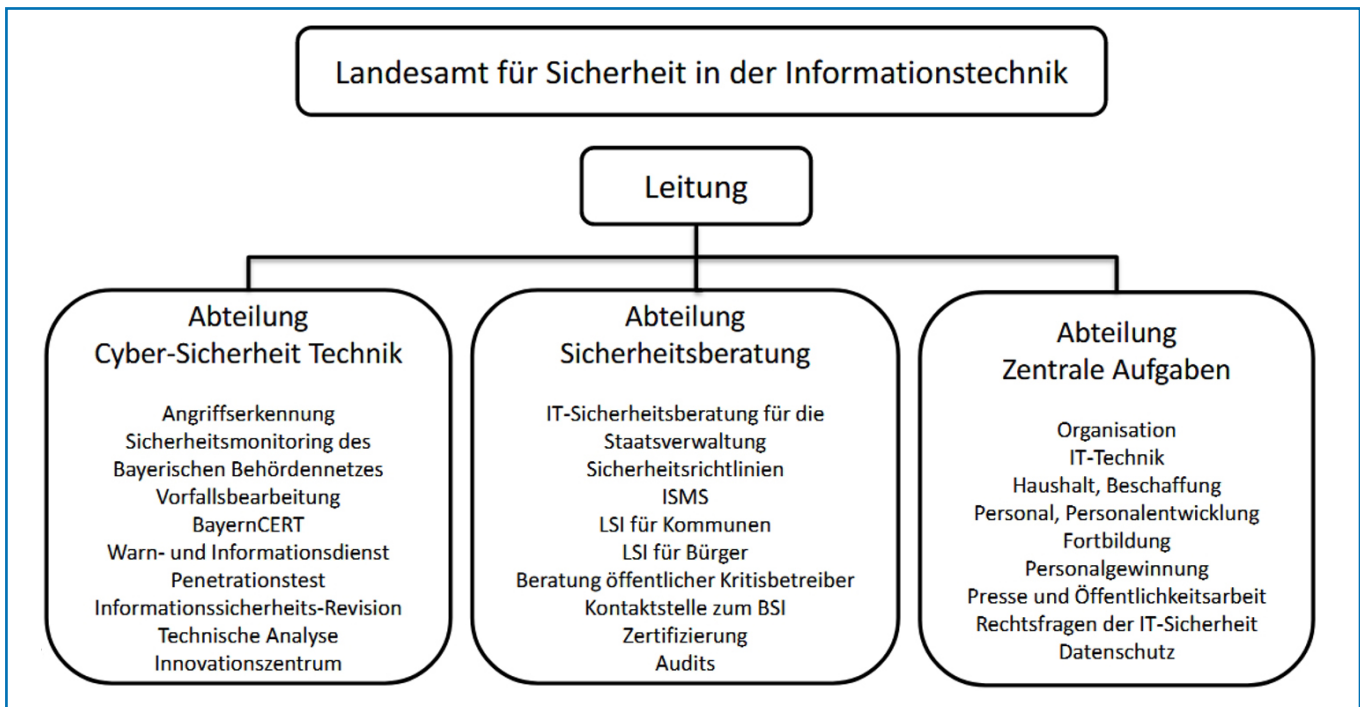 Landesamt für Sicherheit in der Informationstechnik
Leitung
Abteilung
Cyber-Sicherheit Technik
Angriffserkennung
Sicherheitsmonitoring des
Bayerischen Behördennetzes
Vorfallsbearbeitung
BayernCERT
Warn- und Informationsdienst
Penetrationstest
Informationssicherheits-Revision
Technische Analyse
Innovationszentrum
Abteilung
Sicherheitsberatung
IT-Sicherheitsberatung für die
Staatsverwaltung
Sicherheitsrichtlinien
ISMS
LSI für Kommunen
LSI für Bürger
Beratung öffentlicher Kritisbetreiber
Kontaktstelle zum BSI
Zertifizierung
Audits
Abteilung
Zentrale Aufgaben
Organisation
IT-Technik
Haushalt, Beschaffung
Personal, Personalentwicklung
Fortbildung
Personalgewinnung
Presse und Öffentlichkeitsarbeit
Rechtsfragen der IT-Sicherheit
Datenschutz